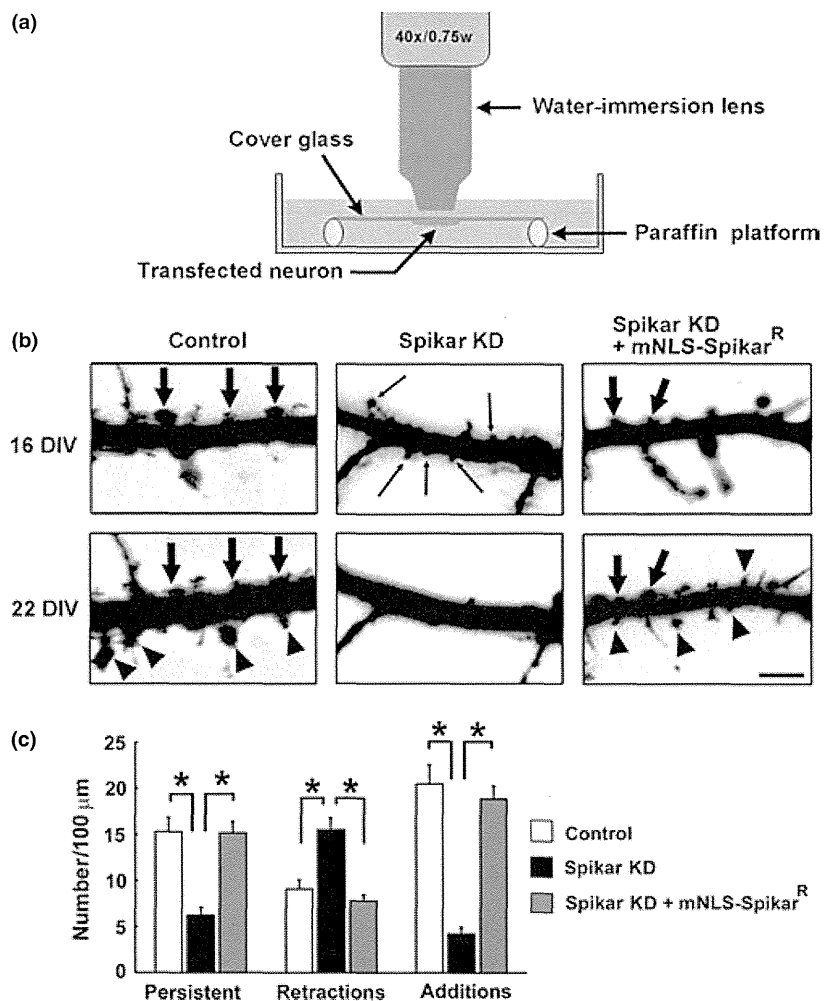 (a)
40x/0.75w
Water-immersion lens
Cover glass
Paraffin platform
Transfected neuron
(b)
Control
Spikar KD
Spikar KD
+ mNLS-Spikar^R
16 DIV
22 DIV
(c)
25
20
15
10
5
0
Number/100 µm
* * * * * *
Control
Spikar KD
Spikar KD + mNLS-Spikar^R
Persistent Retractions Additions